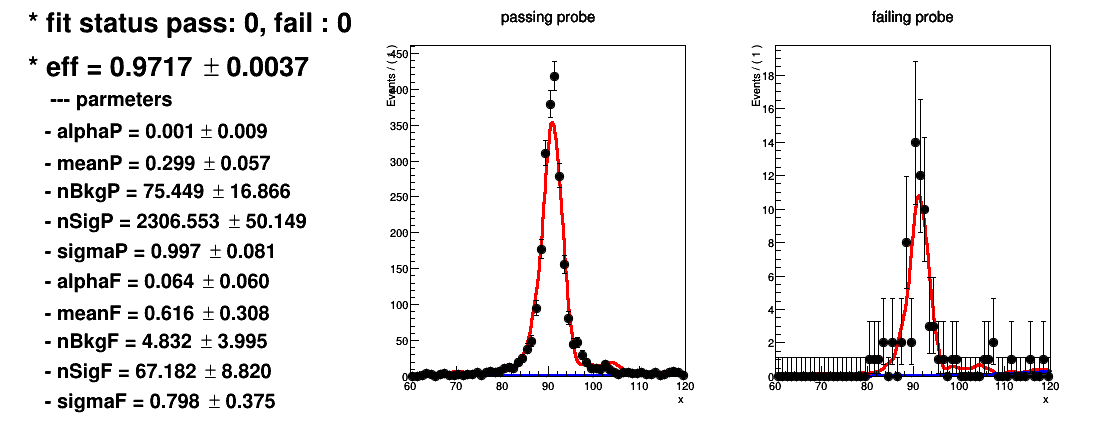 * fit status pass: 0, fail : 0
* eff = 0.9717 ± 0.0037
--- parmeters
- alphaP = 0.001 ± 0.009
- meanP = 0.299 ± 0.057
- nBkgP = 75.449 ± 16.866
- nSigP = 2306.553 ± 50.149
- sigmaP = 0.997 ± 0.081
- alphaF = 0.064 ± 0.060
- meanF = 0.616 ± 0.308
- nBkgF = 4.832 ± 3.995
- nSigF = 67.182 ± 8.820
- sigmaF = 0.798 ± 0.375
passing probe
Events / ( 1 )
450
400
350
300
250
200
150
100
50
0
60 70 80 90 100 110 120
x
failing probe
Events / ( 1 )
18
16
14
12
10
8
6
4
2
0
60 70 80 90 100 110 120
x